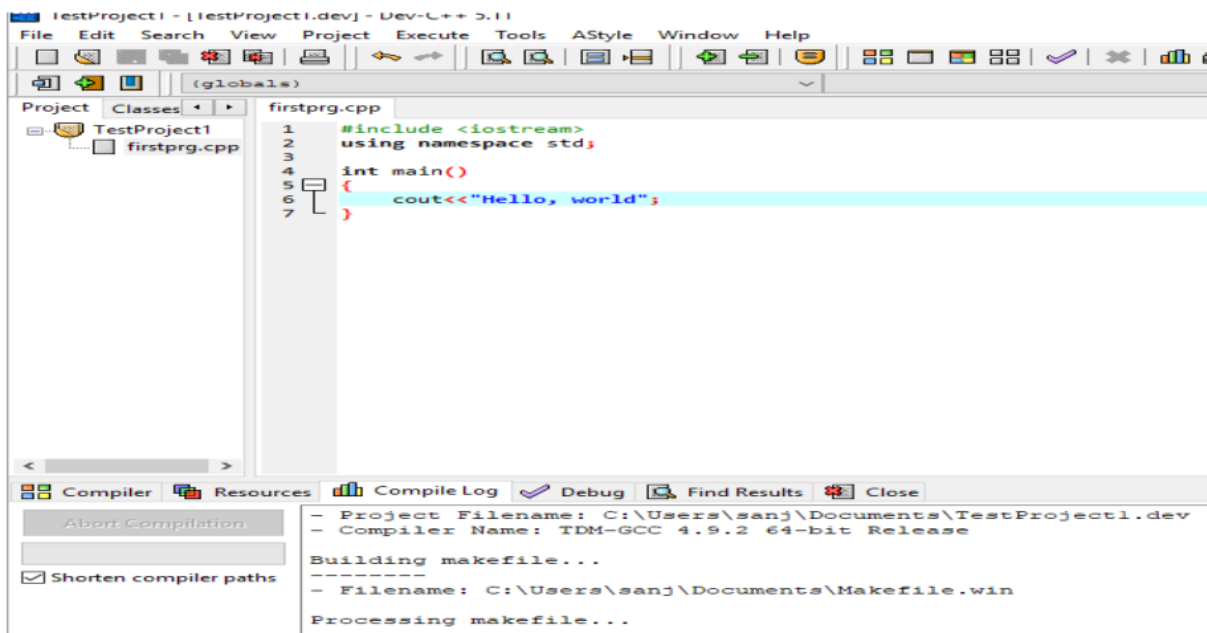 TestProject1 - [TestProject1.dev] - Dev-C++ 5.11
File Edit Search View Project Execute Tools AStyle Window Help
(globals)
Project Classes firstprg.cpp
TestProject1
firstprg.cpp
1 #include <iostream>
2 using namespace std;
3
4 int main()
5 {
6 cout<<"Hello, world";
7 }
Compiler Resources Compile Log Debug Find Results Close
Abort Compilation
Shorten compiler paths
- Project Filename: C:\Users\sanj\Documents\TestProject1.dev
- Compiler Name: TDM-GCC 4.9.2 64-bit Release
Building makefile...
--------
- Filename: C:\Users\sanj\Documents\Makefile.win
Processing makefile...